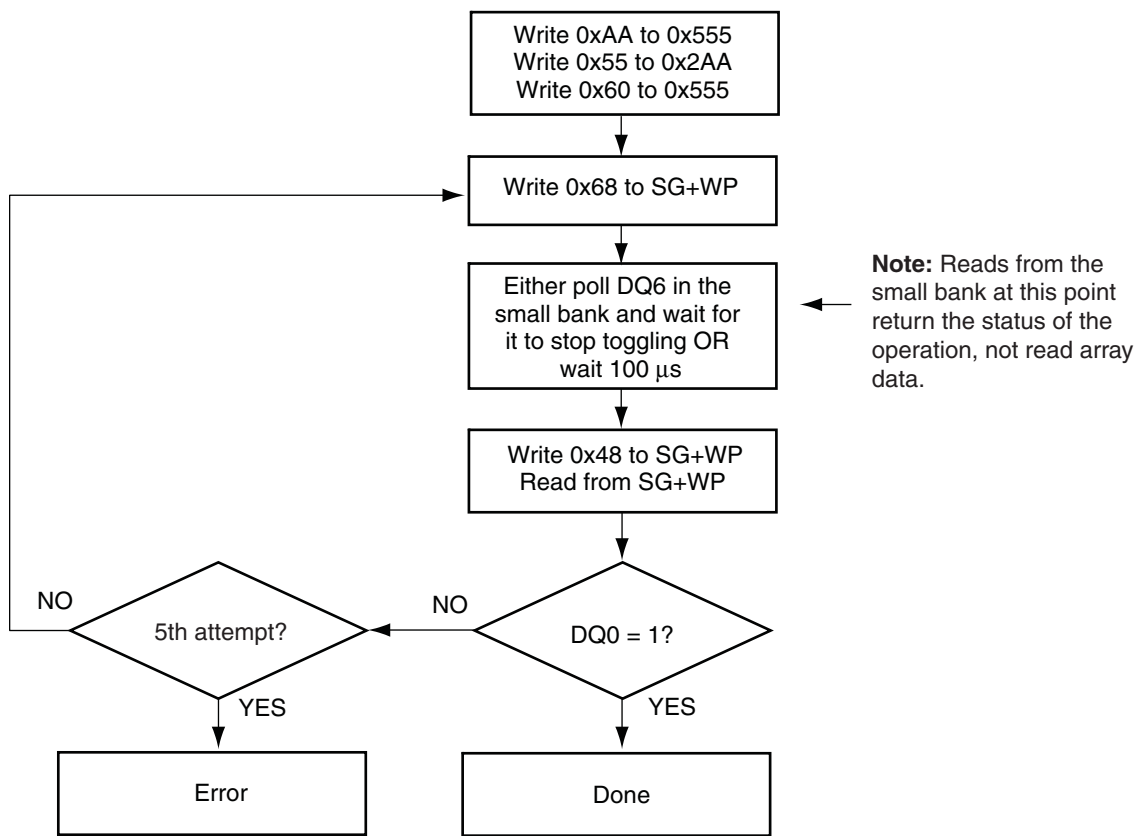 Write 0xAA to 0x555
Write 0x55 to 0x2AA
Write 0x60 to 0x555
Write 0x68 to SG+WP
Either poll DQ6 in the
small bank and wait for
it to stop toggling OR
wait 100 μs
Note: Reads from the
small bank at this point
return the status of the
operation, not read array
data.
Write 0x48 to SG+WP
Read from SG+WP
NO
5th attempt?
NO
DQ0 = 1?
YES
YES
Error
Done